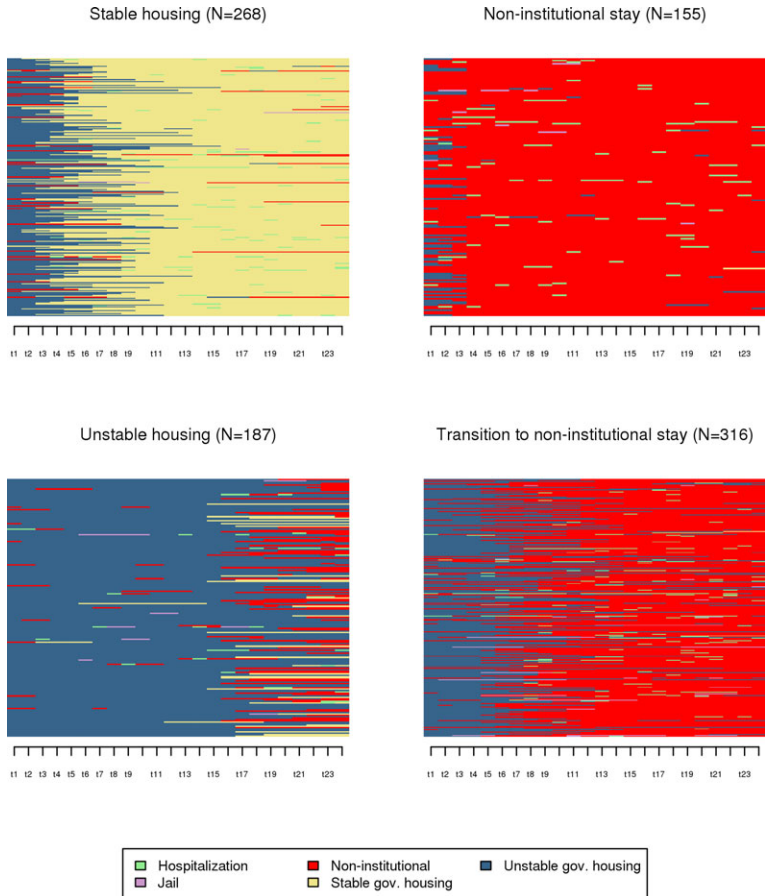 Stable housing (N=268)
Non-institutional stay (N=155)
t1 t2 t3 t4 t5 t6 t7 t8 t9 t11 t13 t15 t17 t19 t21 t23
t1 t2 t3 t4 t5 t6 t7 t8 t9 t11 t13 t15 t17 t19 t21 t23
Unstable housing (N=187)
Transition to non-institutional stay (N=316)
t1 t2 t3 t4 t5 t6 t7 t8 t9 t11 t13 t15 t17 t19 t21 t23
t1 t2 t3 t4 t5 t6 t7 t8 t9 t11 t13 t15 t17 t19 t21 t23
Hospitalization Non-institutional Unstable gov. housing
Jail Stable gov. housing